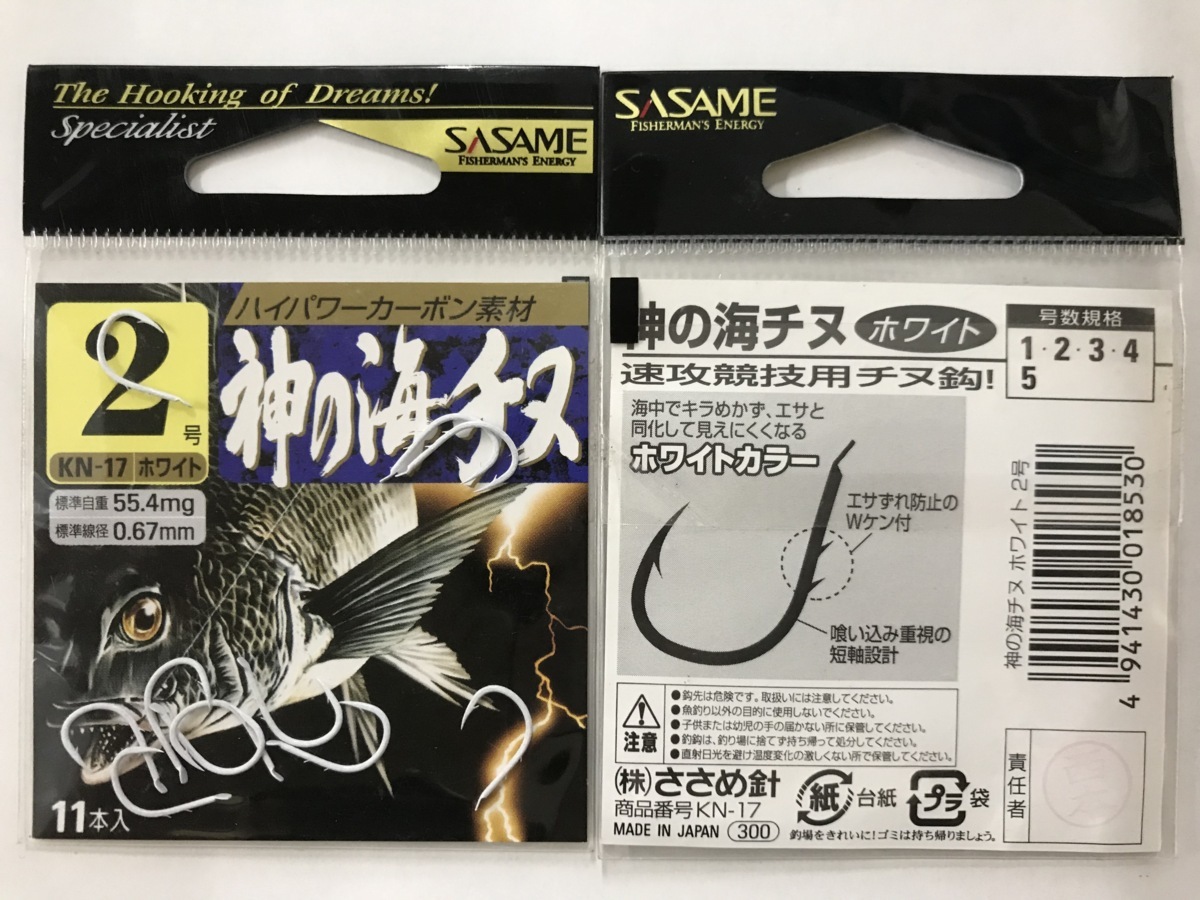 The Hooking of Dreams!
Specialist
SASAME
FISHERMAN'S ENERGY
2号
KN-17 ホワイト
標準自重 55.4mg
標準線径 0.67mm
ハイパワーカーボン素材
神の海チヌ
11本入
SASAME
FISHERMAN'S ENERGY
神の海チヌ ホワイト
速攻競技用チヌ鈎!
号数規格
1・2・3・4
5
海中でキラめかず、エサと
同化して見えにくくなる
ホワイトカラー
エサずれ防止の
Wケン付
喰い込み重視の
短軸設計
注意
●鈎先は危険です。取扱いには注意してください。
●魚釣り以外の目的に使用しないでください。
●子供または幼児の手の届かない所に保管してください。
●釣鈎は、釣り場に捨てず持ち帰って処分してください。
●直射日光を避け温度変化の激しくない所で保管してください。
(株)ささめ針
商品番号KN-17
MADE IN JAPAN 300
紙 台紙
プラ 袋
釣場をきれいに!ゴミは持ち帰りましょう。
神の海チヌ ホワイト 2号
4 941430 018530
責任者